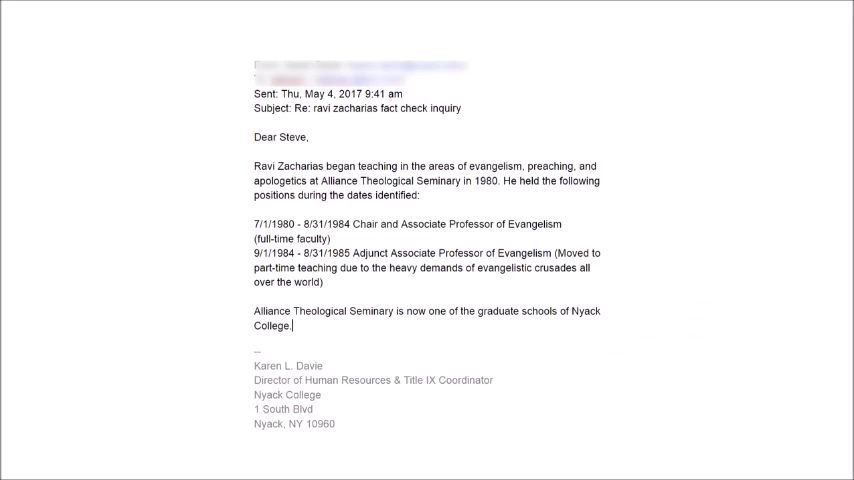 Sent: Thu, May 4, 2017 9:41 am
Subject: Re: ravi zacharias fact check inquiry
Dear Steve,
Ravi Zacharias began teaching in the areas of evangelism, preaching, and
apologetics at Alliance Theological Seminary in 1980. He held the following
positions during the dates identified:
7/1/1980 - 8/31/1984 Chair and Associate Professor of Evangelism
(full-time faculty)
9/1/1984 - 8/31/1985 Adjunct Associate Professor of Evangelism (Moved to
part-time teaching due to the heavy demands of evangelistic crusades all
over the world)
Alliance Theological Seminary is now one of the graduate schools of Nyack
College.
--
Karen L. Davie
Director of Human Resources & Title IX Coordinator
Nyack College
1 South Blvd
Nyack, NY 10960